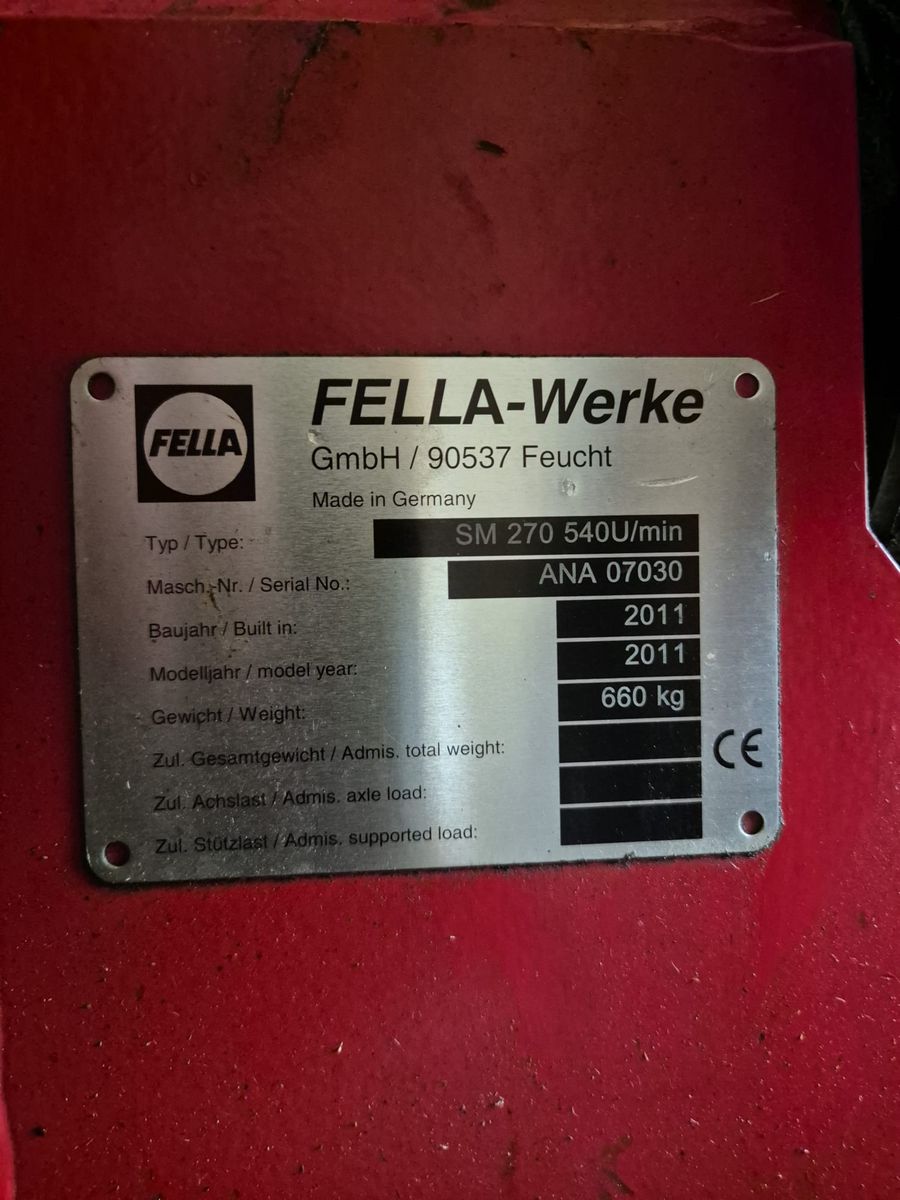 FELLA
FELLA-Werke
GmbH / 90537 Feucht
Made in Germany
Typ / Type: SM 270 540U/min
Masch.-Nr. / Serial No.: ANA 07030
Baujahr / Built in: 2011
Modelljahr / model year: 2011
Gewicht / Weight: 660 kg
Zul. Gesamtgewicht / Admis. total weight:
CE
Zul. Achslast / Admis. axle load:
Zul. Stützlast / Admis. supported load: